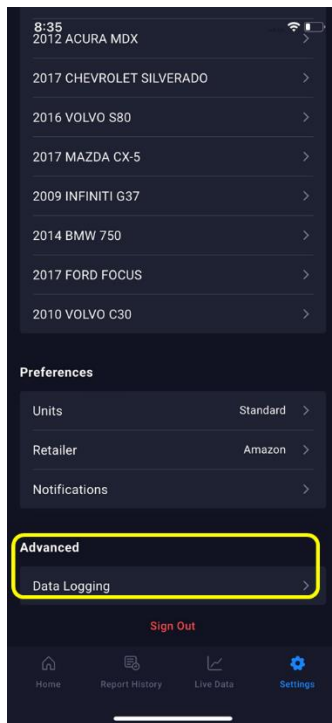 8:35
2012 ACURA MDX
2017 CHEVROLET SILVERADO
2016 VOLVO S80
2017 MAZDA CX-5
2009 INFINITI G37
2014 BMW 750
2017 FORD FOCUS
2010 VOLVO C30
Preferences
Units Standard
Retailer Amazon
Notifications
Advanced
Data Logging
Sign Out
Home Report History Live Data Settings